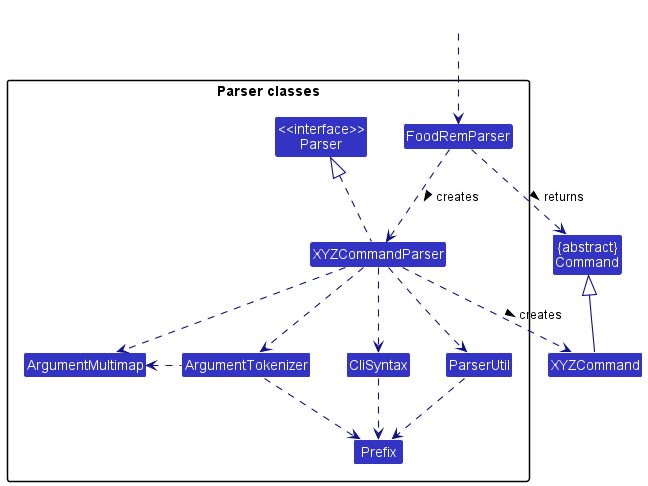 Parser classes
<<interface>>
Parser
FoodRemParser
creates
returns
XYZCommandParser
{abstract}
Command
creates
ArgumentMultimap
ArgumentTokenizer
CliSyntax
ParserUtil
XYZCommand
Prefix